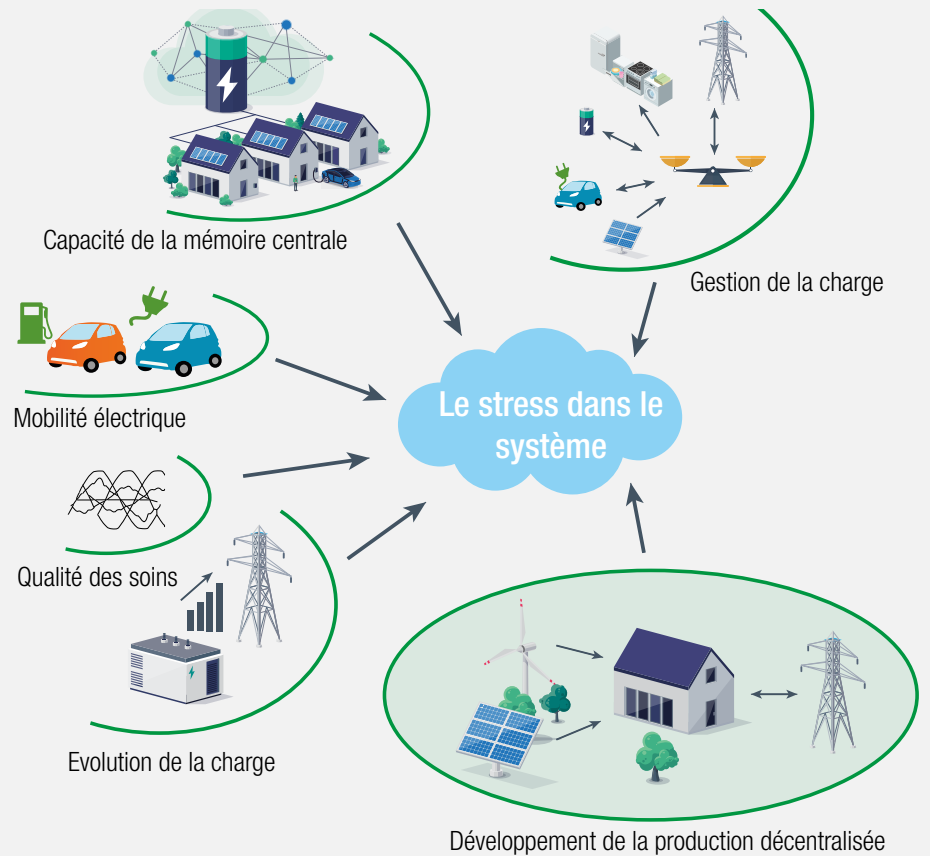 Capacité de la mémoire centrale
Gestion de la charge
Mobilité électrique
Le stress dans le
système
Qualité des soins
Evolution de la charge
Développement de la production décentralisée